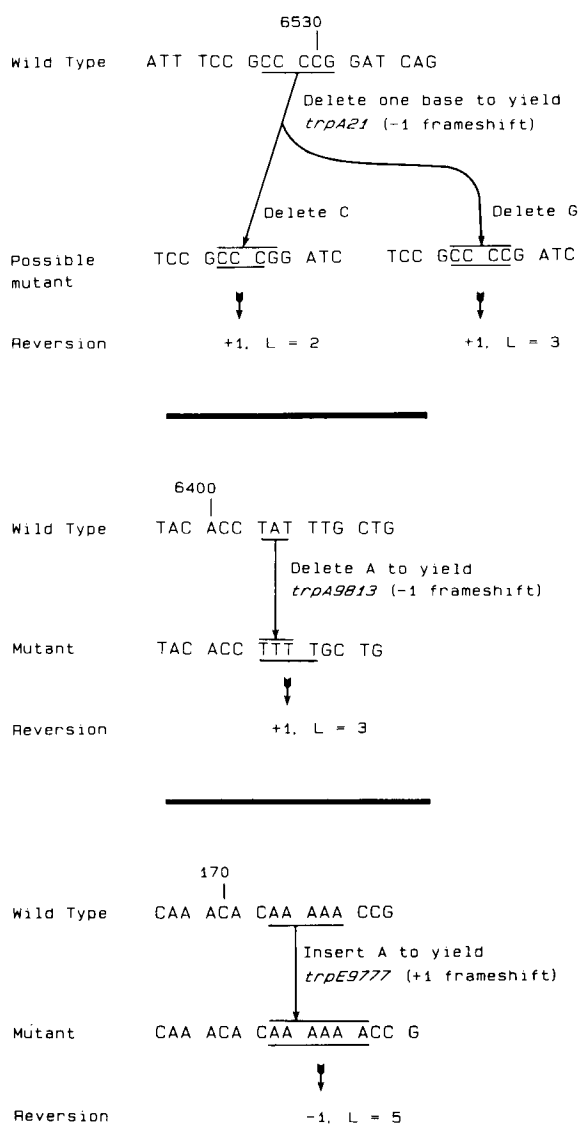 6530
Wild Type ATT TCC GCC CCG GAT CAG
Delete one base to yield
trpA21 (-1 frameshift)
Delete C Delete G
Possible TCC GCC CGG ATC TCC GCC CCG ATC
mutant
Reversion +1, L = 2 +1, L = 3
6400
Wild Type TAC ACC TAT TTG CTG
Delete A to yield
trpA9813 (-1 frameshift)
Mutant TAC ACC TTT TGC TG
Reversion +1, L = 3
170
Wild Type CAA ACA CAA AAA CCG
Insert A to yield
trpE9777 (+1 frameshift)
Mutant CAA ACA CAA AAA ACC G
Reversion -1, L = 5